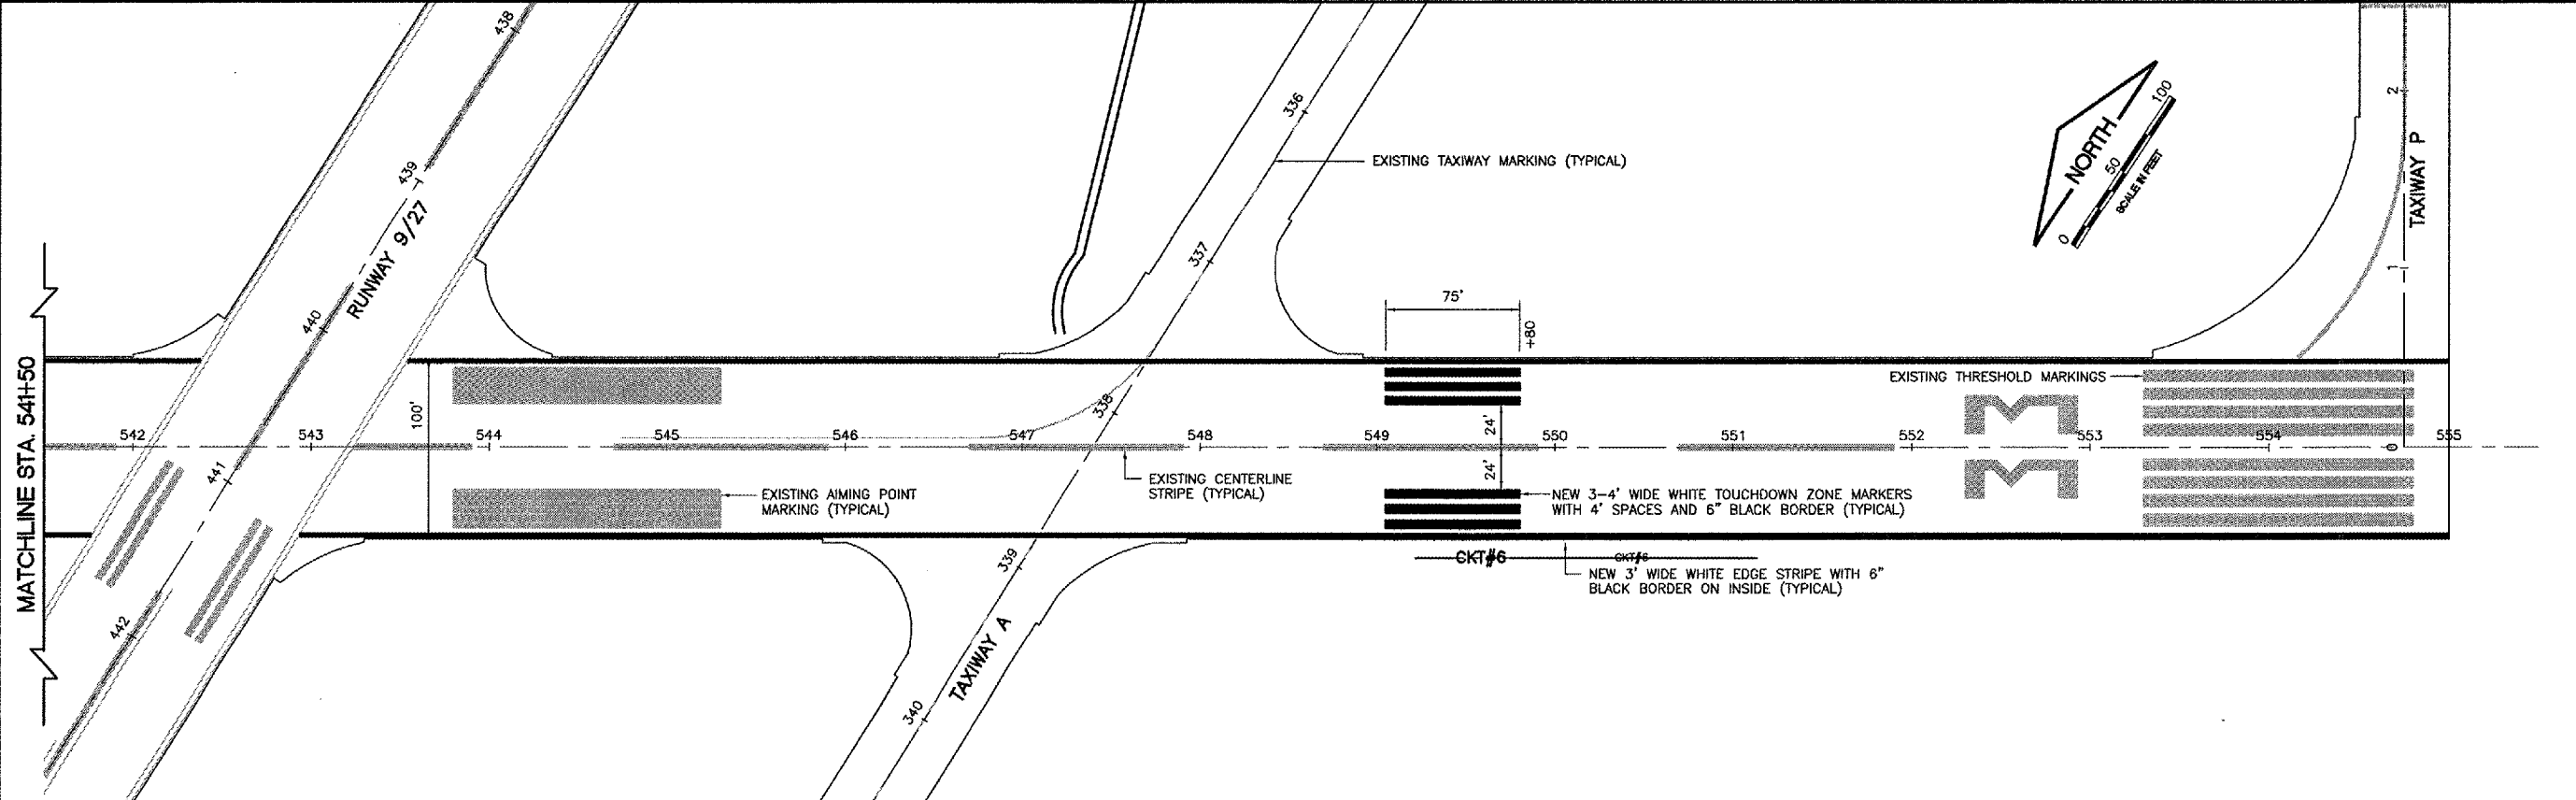 438
439
RUNWAY 9/27
440
441
442
MATCHLINE STA. 541+50
336
337
338
339
340
TAXIWAY A
EXISTING TAXIWAY MARKING (TYPICAL)
NORTH
0
50
100
SCALE IN FEET
2
TAXIWAY P
1
0
75'
+80
100'
24'
24'
542
543
544
545
546
547
548
549
550
551
552
553
554
555
EXISTING THRESHOLD MARKINGS
EXISTING AIMING POINT
MARKING (TYPICAL)
EXISTING CENTERLINE
STRIPE (TYPICAL)
NEW 3-4' WIDE WHITE TOUCHDOWN ZONE MARKERS
WITH 4' SPACES AND 6" BLACK BORDER (TYPICAL)
CKT#6
CKT#6
NEW 3' WIDE WHITE EDGE STRIPE WITH 6"
BLACK BORDER ON INSIDE (TYPICAL)